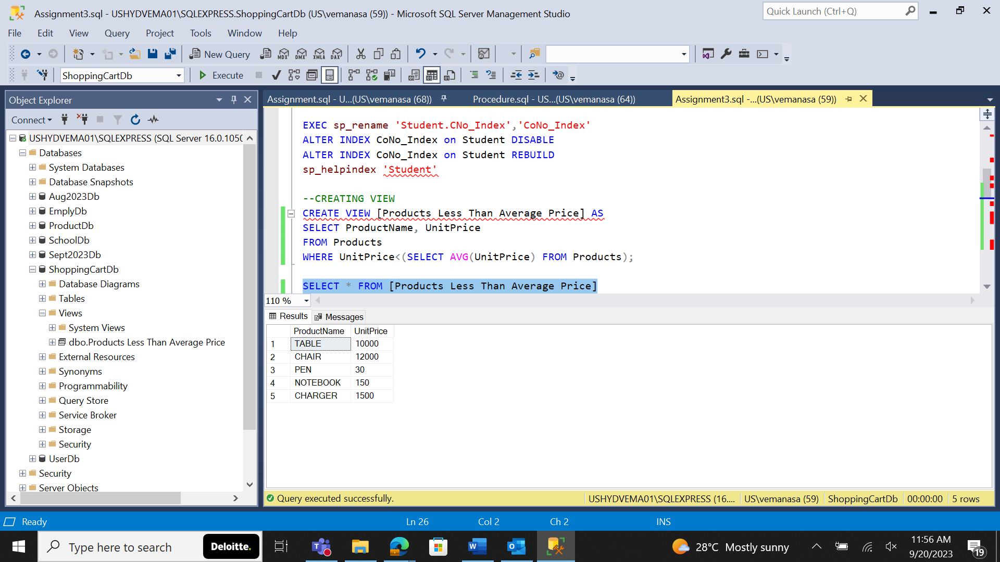 Assignment3.sql - USHYDVEMA01\SQLEXPRESS.ShoppingCartDb (US\vemanasa (59)) - Microsoft SQL Server Management Studio
Quick Launch (Ctrl+Q)
File Edit View Query Project Tools Window Help
New Query MDX DMX XMLA DAX
ShoppingCartDb Execute
Object Explorer
Connect
USHYDVEMA01\SQLEXPRESS (SQL Server 16.0.1050
Databases
System Databases
Database Snapshots
Aug2023Db
EmplyDb
ProductDb
SchoolDb
Sept2023Db
ShoppingCartDb
Database Diagrams
Tables
Views
System Views
dbo.Products Less Than Average Price
External Resources
Synonyms
Programmability
Query Store
Service Broker
Storage
Security
UserDb
Security
Server Objects
Assignment.sql - U...(US\vemanasa (68)) Procedure.sql - US...(US\vemanasa (64)) Assignment3.sql -...(US\vemanasa (59))
EXEC sp_rename 'Student.CNo_Index','CoNo_Index'
ALTER INDEX CoNo_Index on Student DISABLE
ALTER INDEX CoNo_Index on Student REBUILD
sp_helpindex 'Student'
--CREATING VIEW
CREATE VIEW [Products Less Than Average Price] AS
SELECT ProductName, UnitPrice
FROM Products
WHERE UnitPrice<(SELECT AVG(UnitPrice) FROM Products);
SELECT * FROM [Products Less Than Average Price]
110 %
Results Messages
ProductName UnitPrice
1 TABLE 10000
2 CHAIR 12000
3 PEN 30
4 NOTEBOOK 150
5 CHARGER 1500
Query executed successfully. USHYDVEMA01\SQLEXPRESS (16.... US\vemanasa (59) ShoppingCartDb 00:00:00 5 rows
Ready Ln 26 Col 2 Ch 2 INS
Type here to search Deloitte. 28°C Mostly sunny 11:56 AM
9/20/2023 19